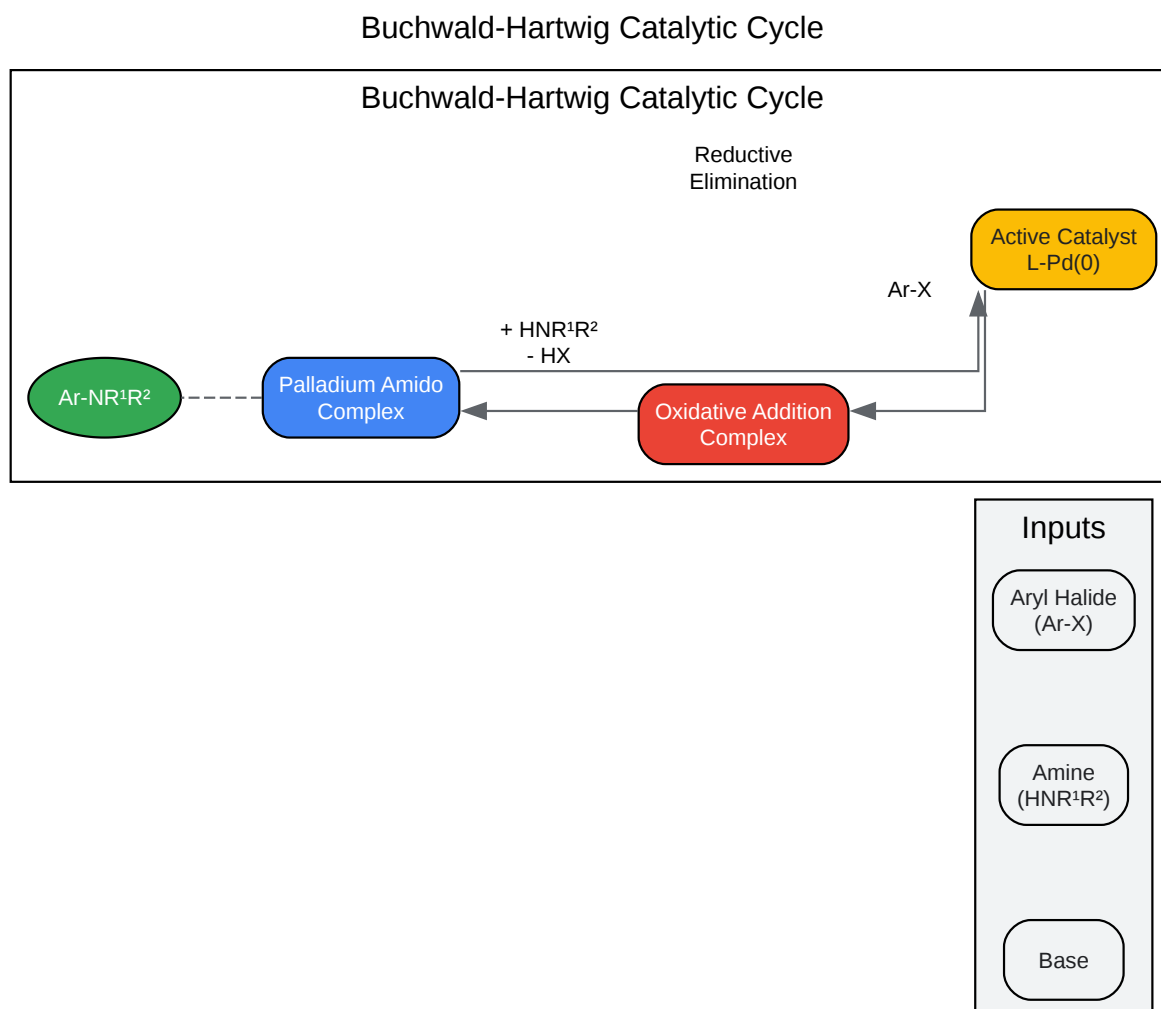 Buchwald-Hartwig Catalytic Cycle
Buchwald-Hartwig Catalytic Cycle
Reductive
Elimination
Active Catalyst
L-Pd(0)
Ar-X
+ HNR¹R²
- HX
Ar-NR¹R²
Palladium Amido
Complex
Oxidative Addition
Complex
Inputs
Aryl Halide
(Ar-X)
Amine
(HNR¹R²)
Base